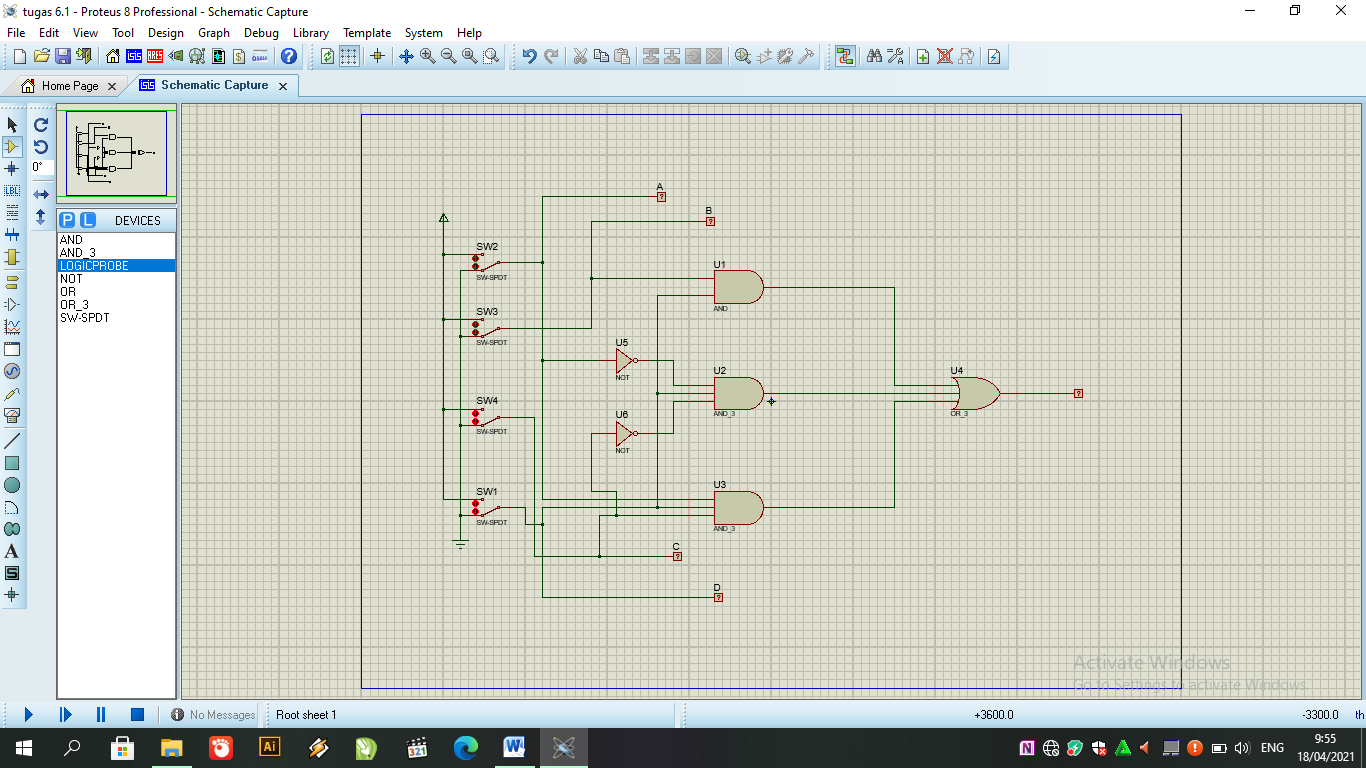 tugas 6.1 - Proteus 8 Professional - Schematic Capture
File Edit View Tool Design Graph Debug Library Template System Help
Home Page
Schematic Capture
0°
LBL
P L DEVICES
AND
AND_3
LOGICPROBE
NOT
OR
OR_3
SW-SPDT
A
S
A
?
B
?
SW2
SW-SPDT
U1
AND
SW3
SW-SPDT
U5
NOT
U2
AND_3
U4
OR_3
?
SW4
SW-SPDT
U6
NOT
SW1
SW-SPDT
U3
AND_3
C
?
D
?
Activate Windows
Go to Settings to activate Windows.
No Messages
Root sheet 1
+3600.0
-3300.0
th
Ai
321
W
N
ENG
9:55
18/04/2021